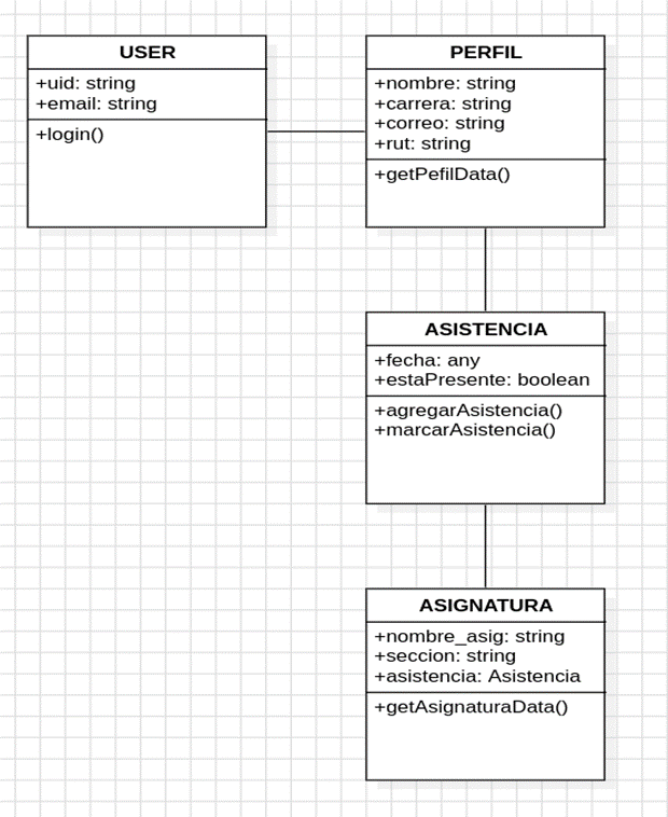 USER
+uid: string
+email: string
+login()
PERFIL
+nombre: string
+carrera: string
+correo: string
+rut: string
+getPefilData()
ASISTENCIA
+fecha: any
+estaPresente: boolean
+agregarAsistencia()
+marcarAsistencia()
ASIGNATURA
+nombre_asig: string
+seccion: string
+asistencia: Asistencia
+getAsignaturaData()